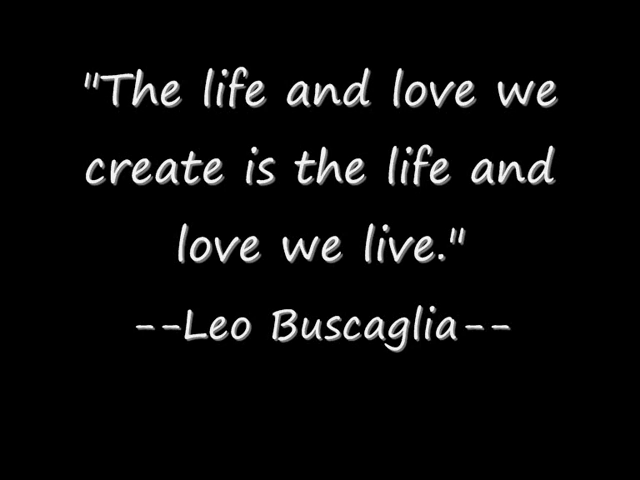 "The life and love we
create is the life and
love we live."
--Leo Buscaglia--